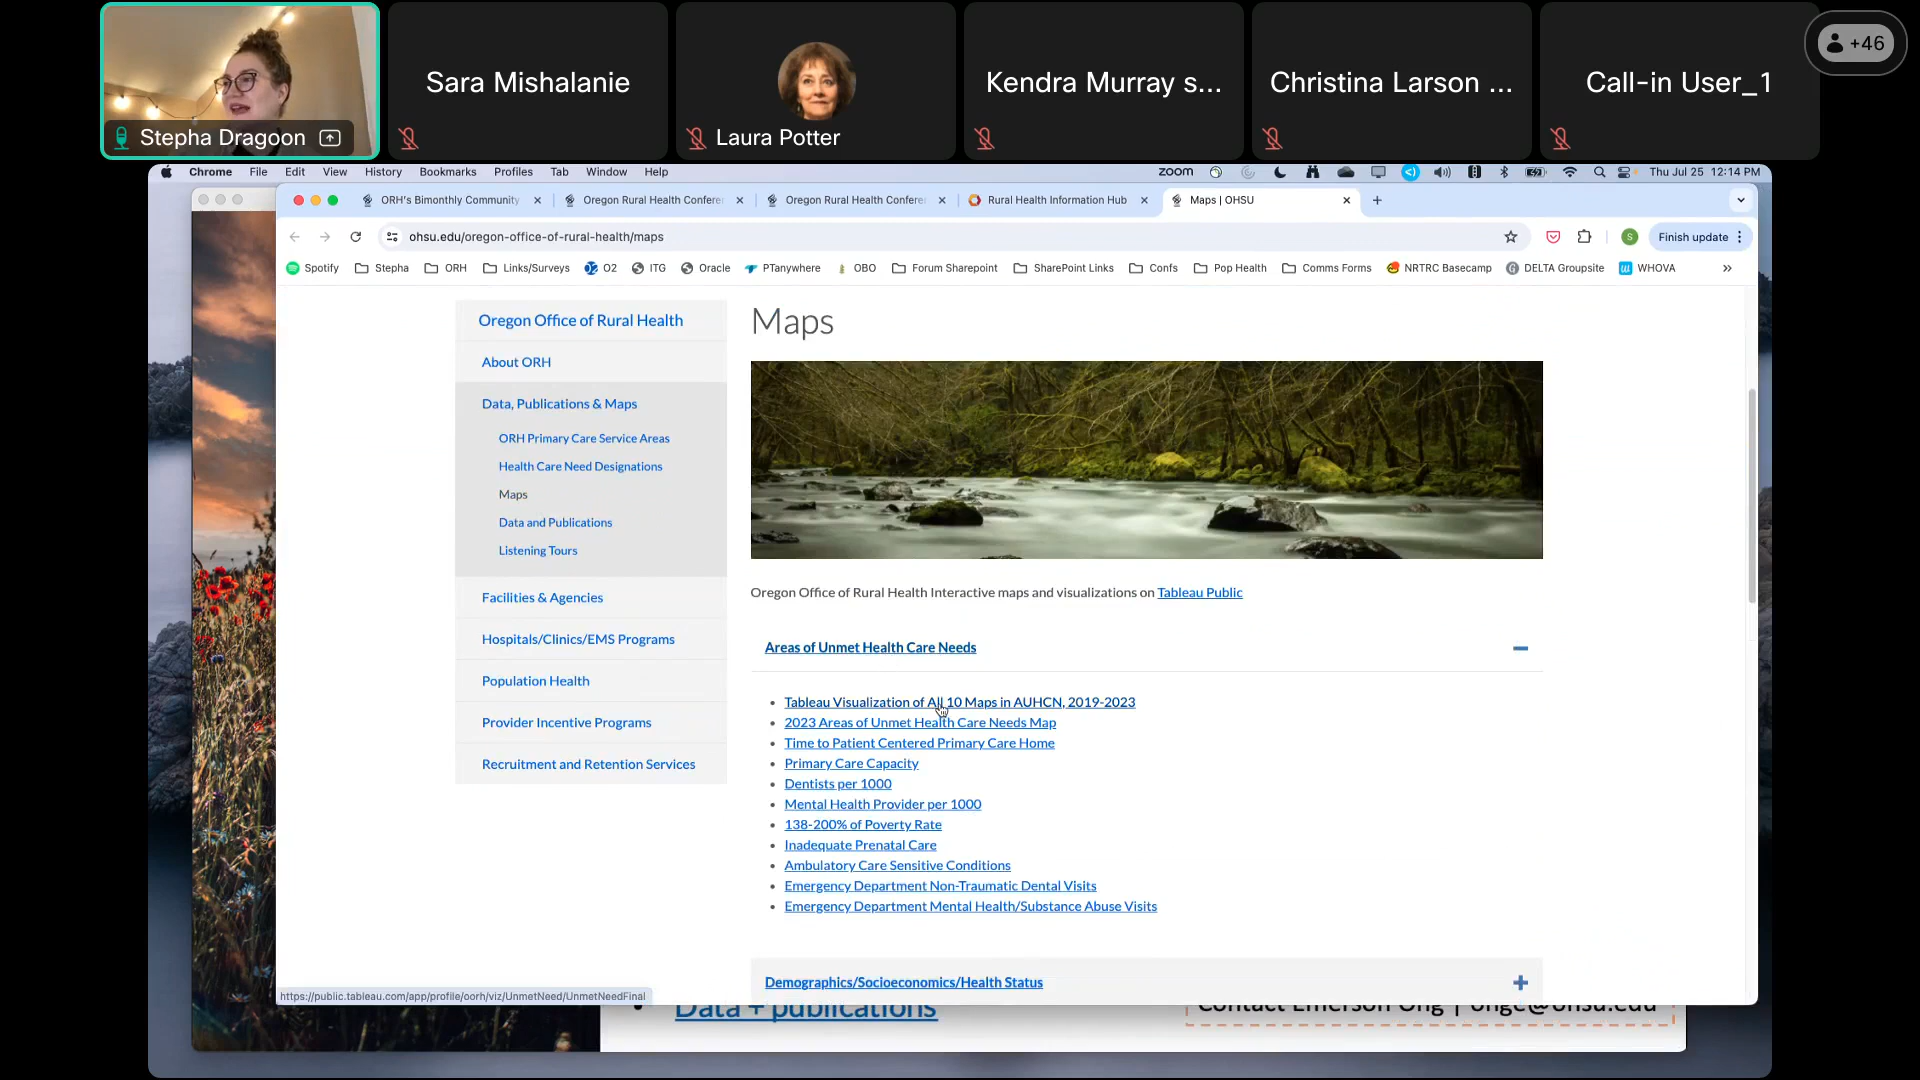 Stepha Dragoon
Sara Mishalanie
Laura Potter
Kendra Murray s...
Christina Larson ...
Call-in User_1
+46
Chrome File Edit View History Bookmarks Profiles Tab Window Help
zoom
Thu Jul 25 12:14 PM
ORH's Bimonthly Community
Oregon Rural Health Confere
Oregon Rural Health Confere
Rural Health Information Hub
Maps | OHSU
ohsu.edu/oregon-office-of-rural-health/maps
S
Finish update
Spotify Stepha ORH Links/Surveys O2 ITG Oracle PTanywhere OBO Forum Sharepoint SharePoint Links Confs Pop Health Comms Forms NRTRC Basecamp DELTA Groupsite WHOVA
Oregon Office of Rural Health
About ORH
Data, Publications & Maps
ORH Primary Care Service Areas
Health Care Need Designations
Maps
Data and Publications
Listening Tours
Facilities & Agencies
Hospitals/Clinics/EMS Programs
Population Health
Provider Incentive Programs
Recruitment and Retention Services
Maps
Oregon Office of Rural Health Interactive maps and visualizations on Tableau Public
Areas of Unmet Health Care Needs
Tableau Visualization of All 10 Maps in AUHCN, 2019-2023
2023 Areas of Unmet Health Care Needs Map
Time to Patient Centered Primary Care Home
Primary Care Capacity
Dentists per 1000
Mental Health Provider per 1000
138-200% of Poverty Rate
Inadequate Prenatal Care
Ambulatory Care Sensitive Conditions
Emergency Department Non-Traumatic Dental Visits
Emergency Department Mental Health/Substance Abuse Visits
Demographics/Socioeconomics/Health Status
https://public.tableau.com/app/profile/oorh/viz/UnmetNeed/UnmetNeedFinal
Data + publications
Contact Emerson Ong | onge@ohsu.edu